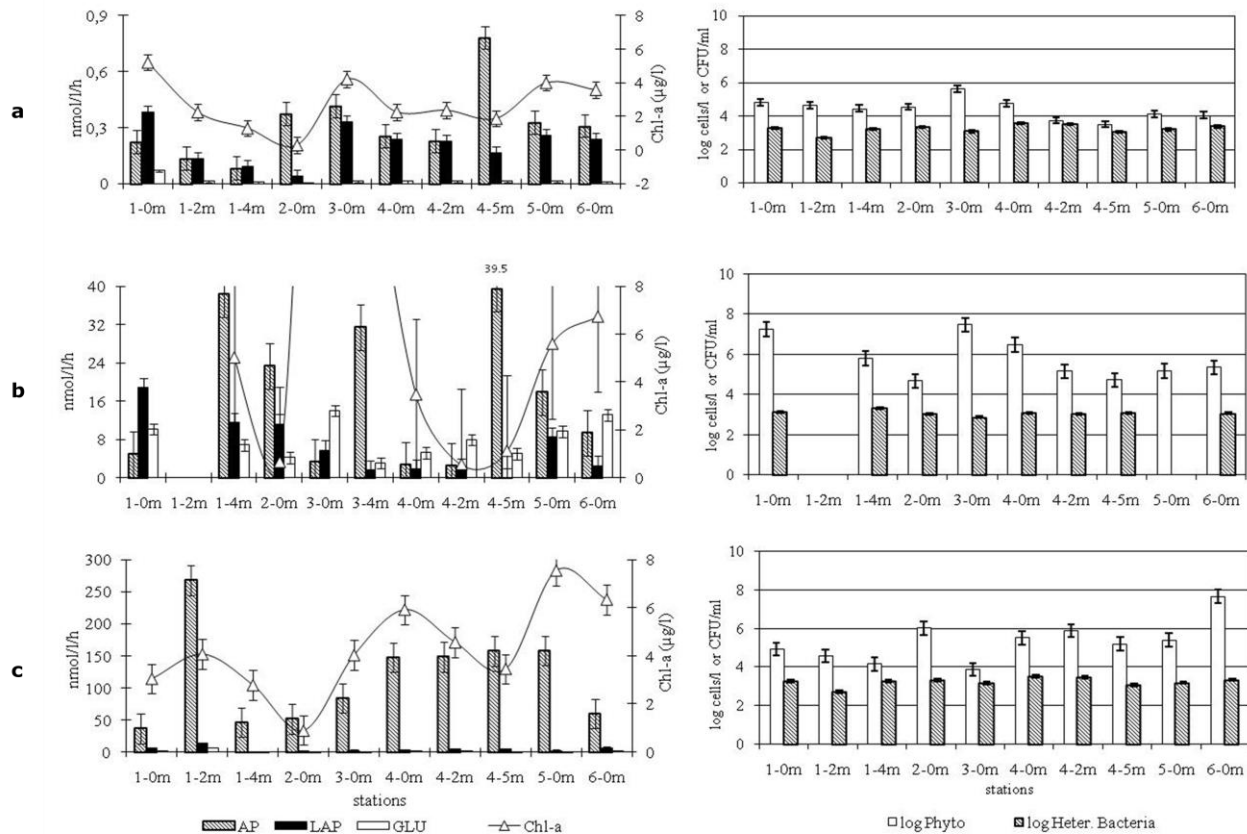 a
nmol/l/h
0,9
0,6
0,3
0
8
6
4
2
0
-2
Chl-a (µg/l)
1-0m 1-2m 1-4m 2-0m 3-0m 4-0m 4-2m 4-5m 5-0m 6-0m
log cells/l or CFU/ml
10
8
6
4
2
0
1-0m 1-2m 1-4m 2-0m 3-0m 4-0m 4-2m 4-5m 5-0m 6-0m
b
39.5
nmol/l/h
40
32
24
16
8
0
8
6
4
2
0
Chl-a (µg/l)
1-0m 1-2m 1-4m 2-0m 3-0m 3-4m 4-0m 4-2m 4-5m 5-0m 6-0m
log cells/l or CFU/ml
10
8
6
4
2
0
1-0m 1-2m 1-4m 2-0m 3-0m 4-0m 4-2m 4-5m 5-0m 6-0m
c
nmol/l/h
300
250
200
150
100
50
0
8
6
4
2
0
Chl-a (µg/l)
1-0m 1-2m 1-4m 2-0m 3-0m 4-0m 4-2m 4-5m 5-0m 6-0m
stations
AP LAP GLU Chl-a
log cells/l or CFU/ml
10
8
6
4
2
0
1-0m 1-2m 1-4m 2-0m 3-0m 4-0m 4-2m 4-5m 5-0m 6-0m
stations
log Phyto log Heter. Bacteria